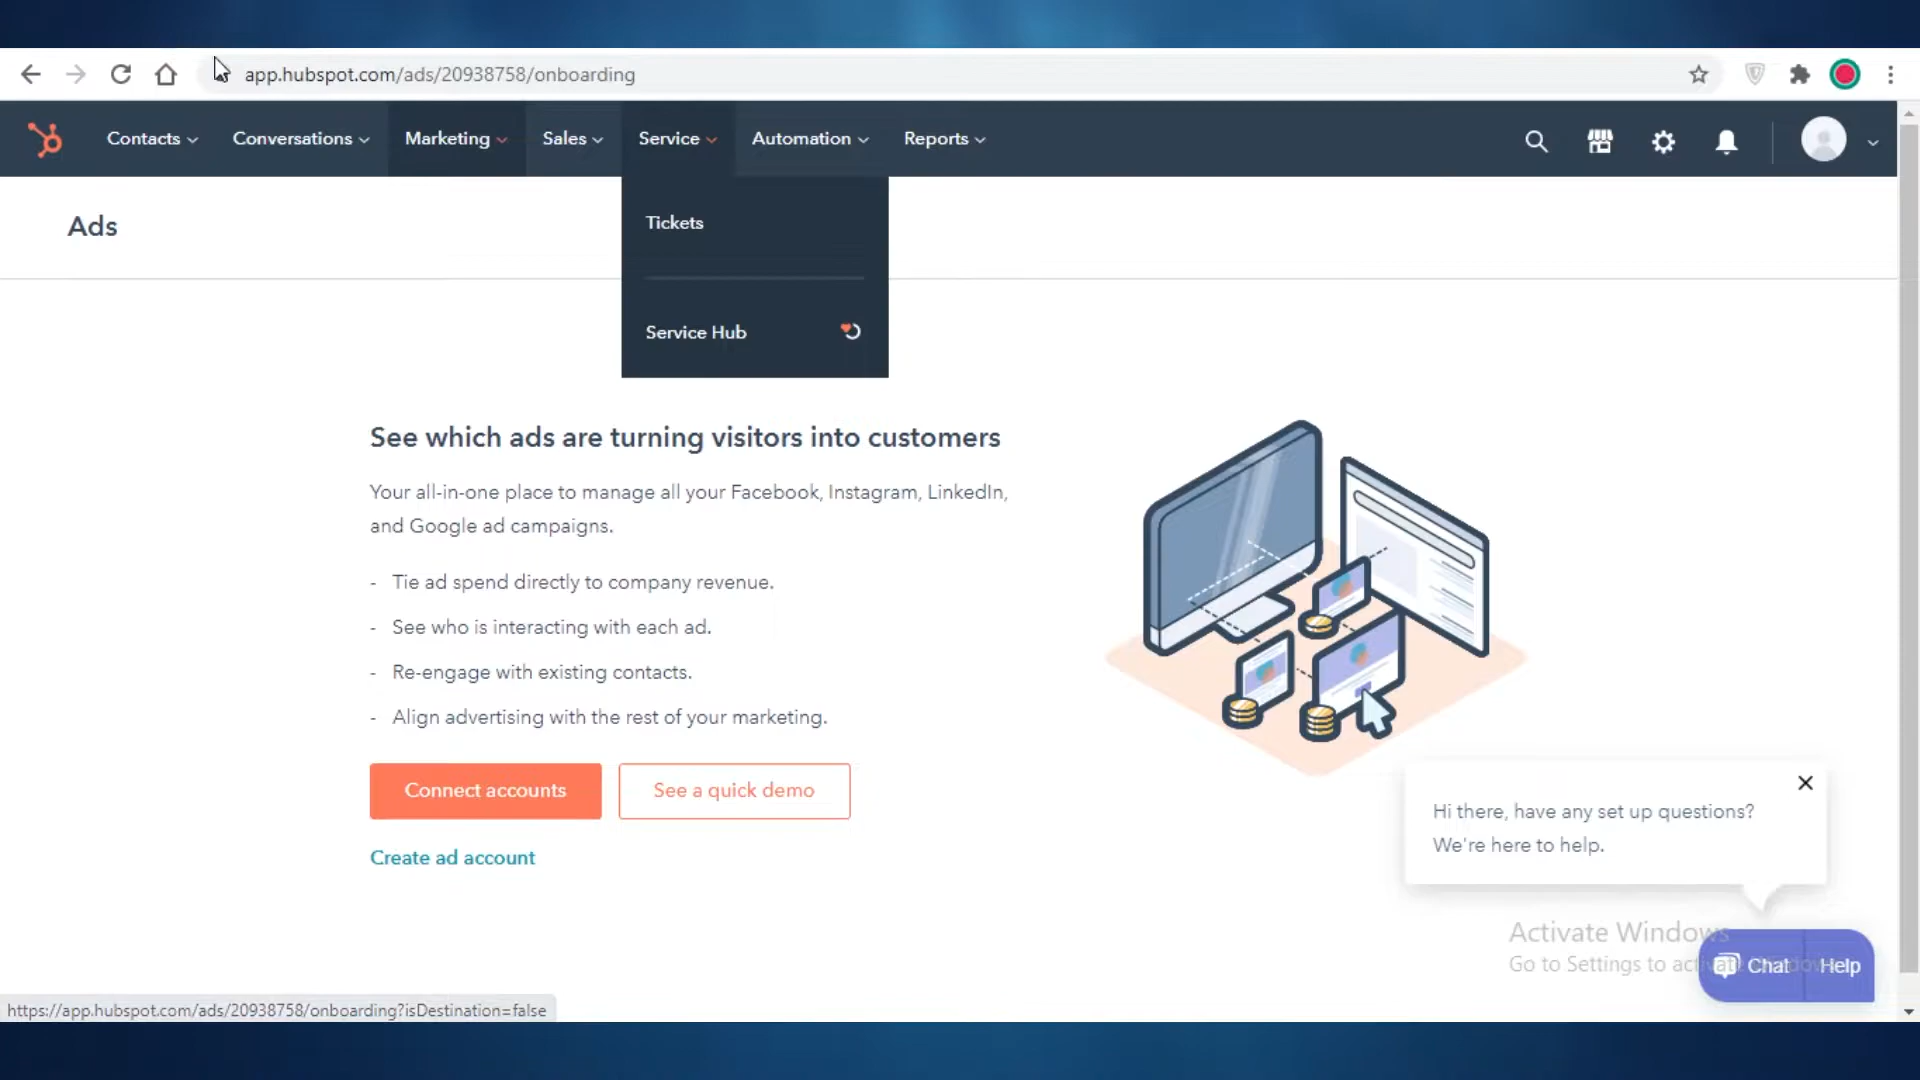 app.hubspot.com/ads/20938758/onboarding
Contacts Conversations Marketing Sales Service Automation Reports
Ads
Tickets
Service Hub
See which ads are turning visitors into customers
Your all-in-one place to manage all your Facebook, Instagram, LinkedIn,
and Google ad campaigns.
- Tie ad spend directly to company revenue.
- See who is interacting with each ad.
- Re-engage with existing contacts.
- Align advertising with the rest of your marketing.
Connect accounts See a quick demo
Create ad account
Hi there, have any set up questions?
We're here to help.
Activate Windows
Go to Settings to activate Windows
Chat Help
https://app.hubspot.com/ads/20938758/onboarding?isDestination=false